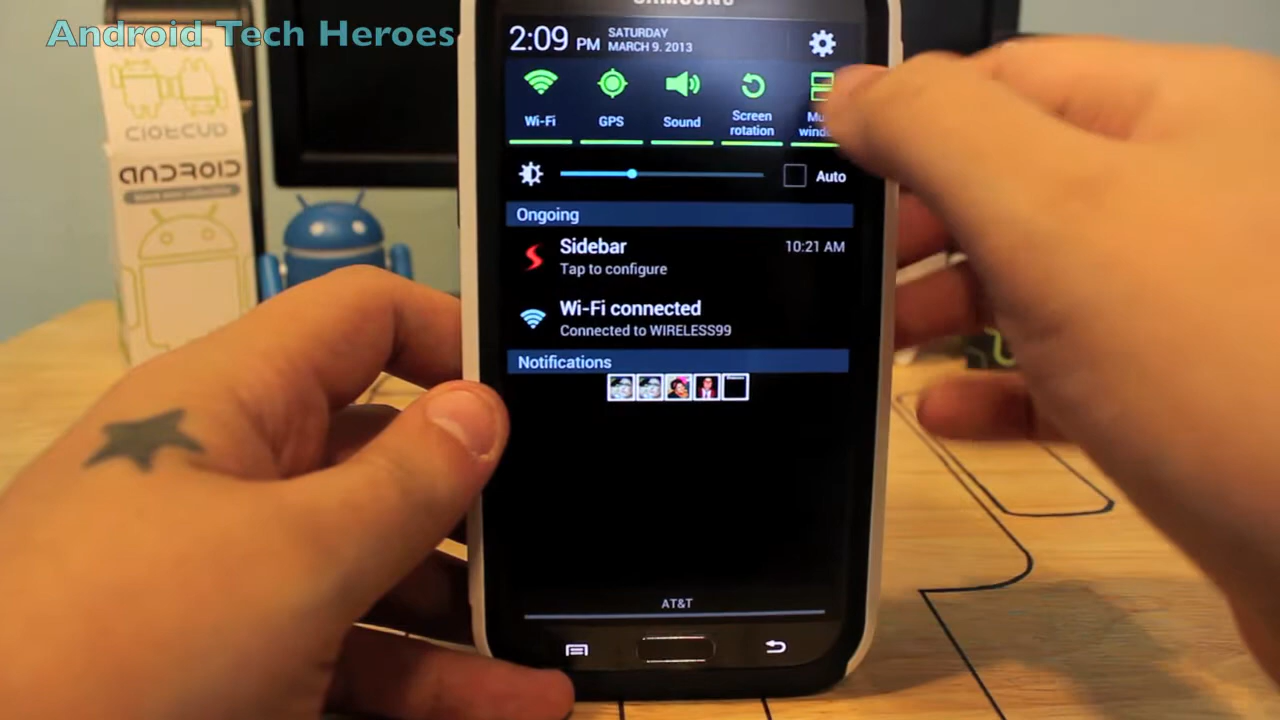 Android Tech Heroes
SAMSUNG
2:09 PM
SATURDAY
MARCH 9. 2013
ANDROID
Wi-Fi
GPS
Sound
Screen
rotation
Auto
Ongoing
Sidebar
10:21 AM
Tap to configure
Wi-Fi connected
Connected to WIRELESS99
Notifications
AT&T